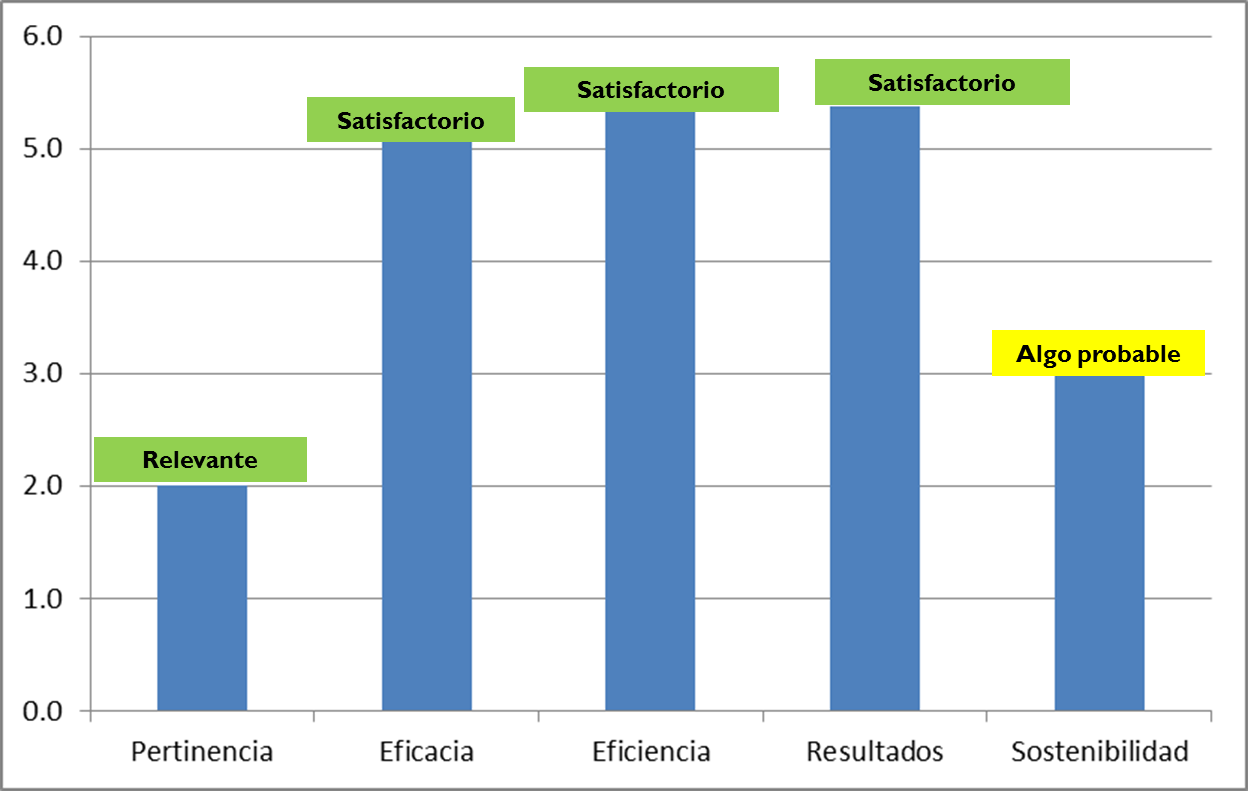 6.0
5.0
4.0
3.0
2.0
1.0
0.0
Relevante
Satisfactorio
Satisfactorio
Satisfactorio
Algo probable
Pertinencia
Eficacia
Eficiencia
Resultados
Sostenibilidad